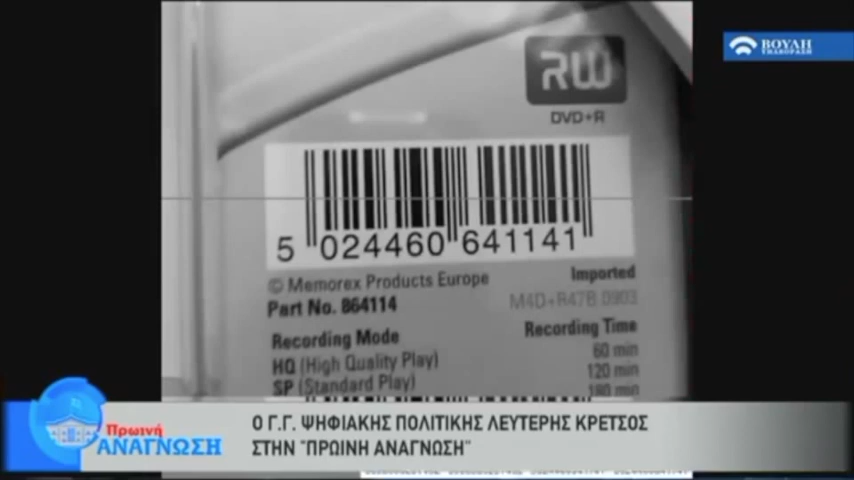 ΒΟΥΛΗ
ΤΗΛΕΟΡΑΣΗ
RW
DVD+R
5 024460 641141
© Memorex Products Europe
Imported
Part No. 864114
M4D+R47B 0903
Recording Mode
Recording Time
HQ (High Quality Play)
60 min
SP (Standard Play)
120 min
180 min
Πρωινή
ΑΝΑΓΝΩΣΗ
Ο Γ.Γ. ΨΗΦΙΑΚΗΣ ΠΟΛΙΤΙΚΗΣ ΛΕΥΤΕΡΗΣ ΚΡΕΤΣΟΣ
ΣΤΗΝ "ΠΡΩΙΝΗ ΑΝΑΓΝΩΣΗ"